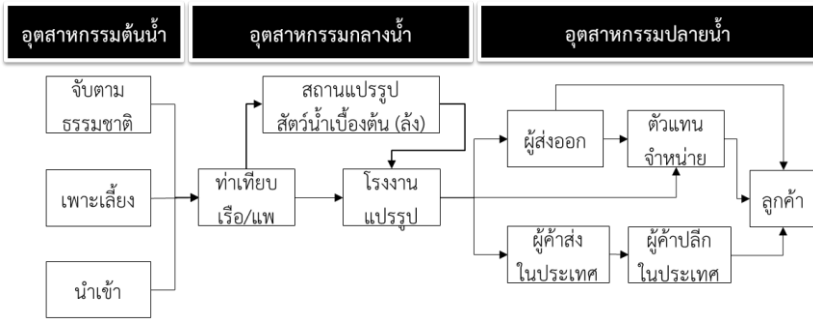 อุตสาหกรรมต้นน้ำ
อุตสาหกรรมกลางน้ำ
อุตสาหกรรมปลายน้ำ
จับตาม
ธรรมชาติ
เพาะเลี้ยง
นำเข้า
ท่าเทียบ
เรือ/แพ
สถานแปรรูป
สัตว์น้ำเบื้องต้น (ล้ง)
โรงงาน
แปรรูป
ผู้ส่งออก
ตัวแทน
จำหน่าย
ผู้ค้าส่ง
ในประเทศ
ผู้ค้าปลีก
ในประเทศ
ลูกค้า